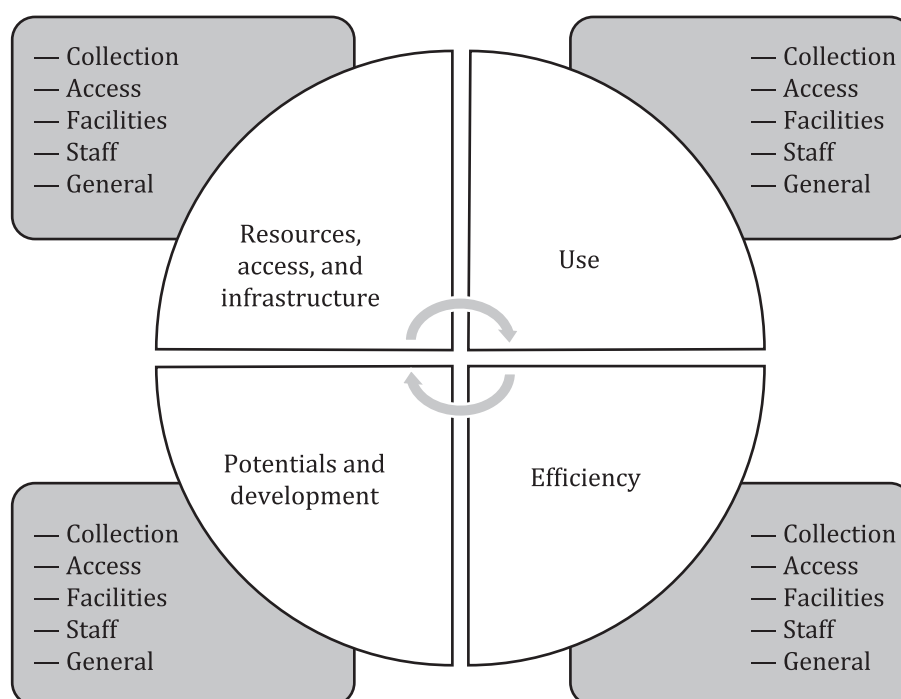 — Collection
— Access
— Facilities
— Staff
— General
— Collection
— Access
— Facilities
— Staff
— General
Resources,
access, and
infrastructure
Use
Potentials and
development
Efficiency
— Collection
— Access
— Facilities
— Staff
— General
— Collection
— Access
— Facilities
— Staff
— General